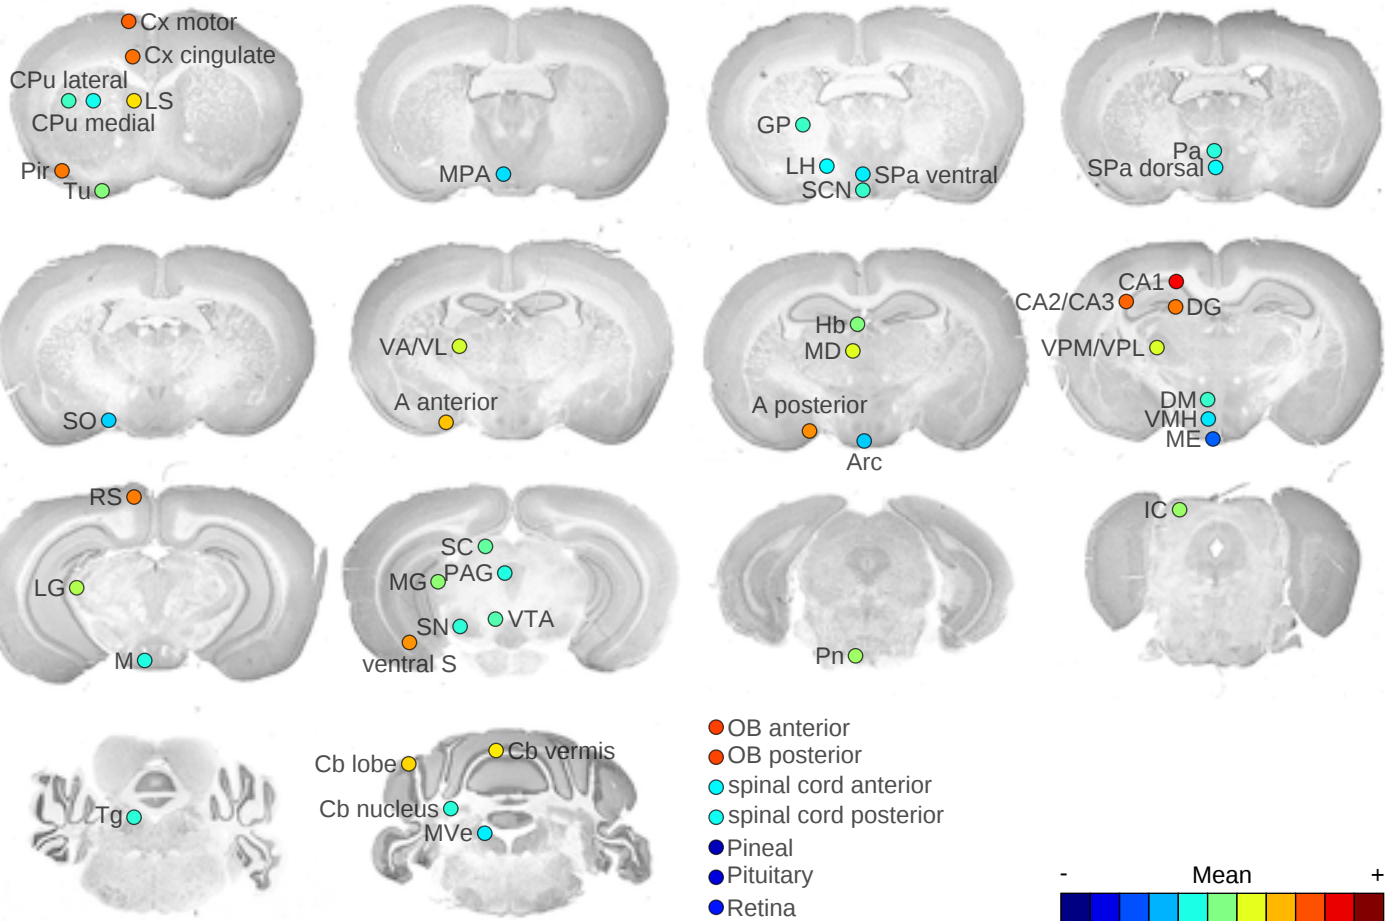 Cx motor
Cx cingulate
CPu lateral
LS
CPu medial
Pir
Tu
MPA
GP
LH
SPa ventral
SCN
Pa
SPa dorsal
SO
VA/VL
A anterior
Hb
MD
A posterior
Arc
CA1
CA2/CA3
DG
VPM/VPL
DM
VMH
ME
RS
LG
M
SC
MG
PAG
SN
VTA
ventral S
Pn
IC
Tg
Cb vermis
Cb lobe
Cb nucleus
MVe
OB anterior
OB posterior
spinal cord anterior
spinal cord posterior
Pineal
Pituitary
Retina
- Mean +